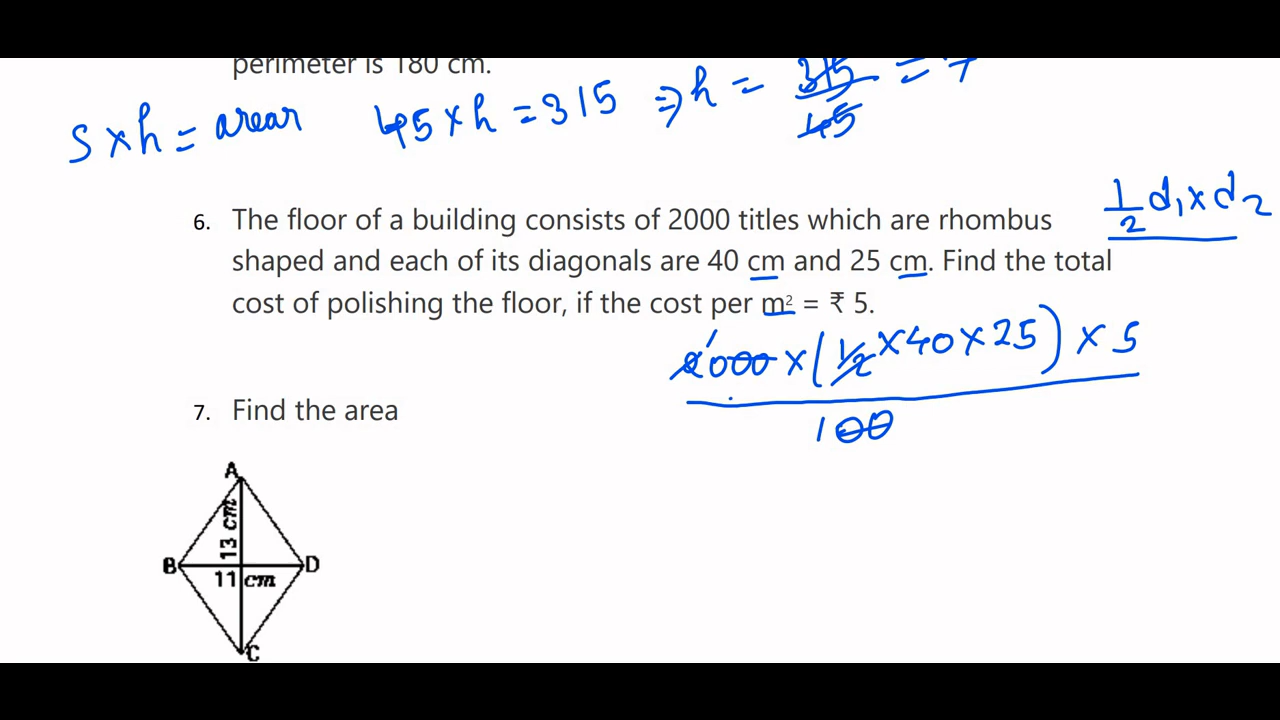 perimeter is 180 cm.
S × h = arear 45 × h = 315 ⇒ h = 315/45 = 7
1/2 d1 × d2
6. The floor of a building consists of 2000 titles which are rhombus
shaped and each of its diagonals are 40 cm and 25 cm. Find the total
cost of polishing the floor, if the cost per m² = ₹ 5.
2000 × (1/2 × 40 × 25) × 5
100
7. Find the area
A
13 cm
B D
11 cm
C